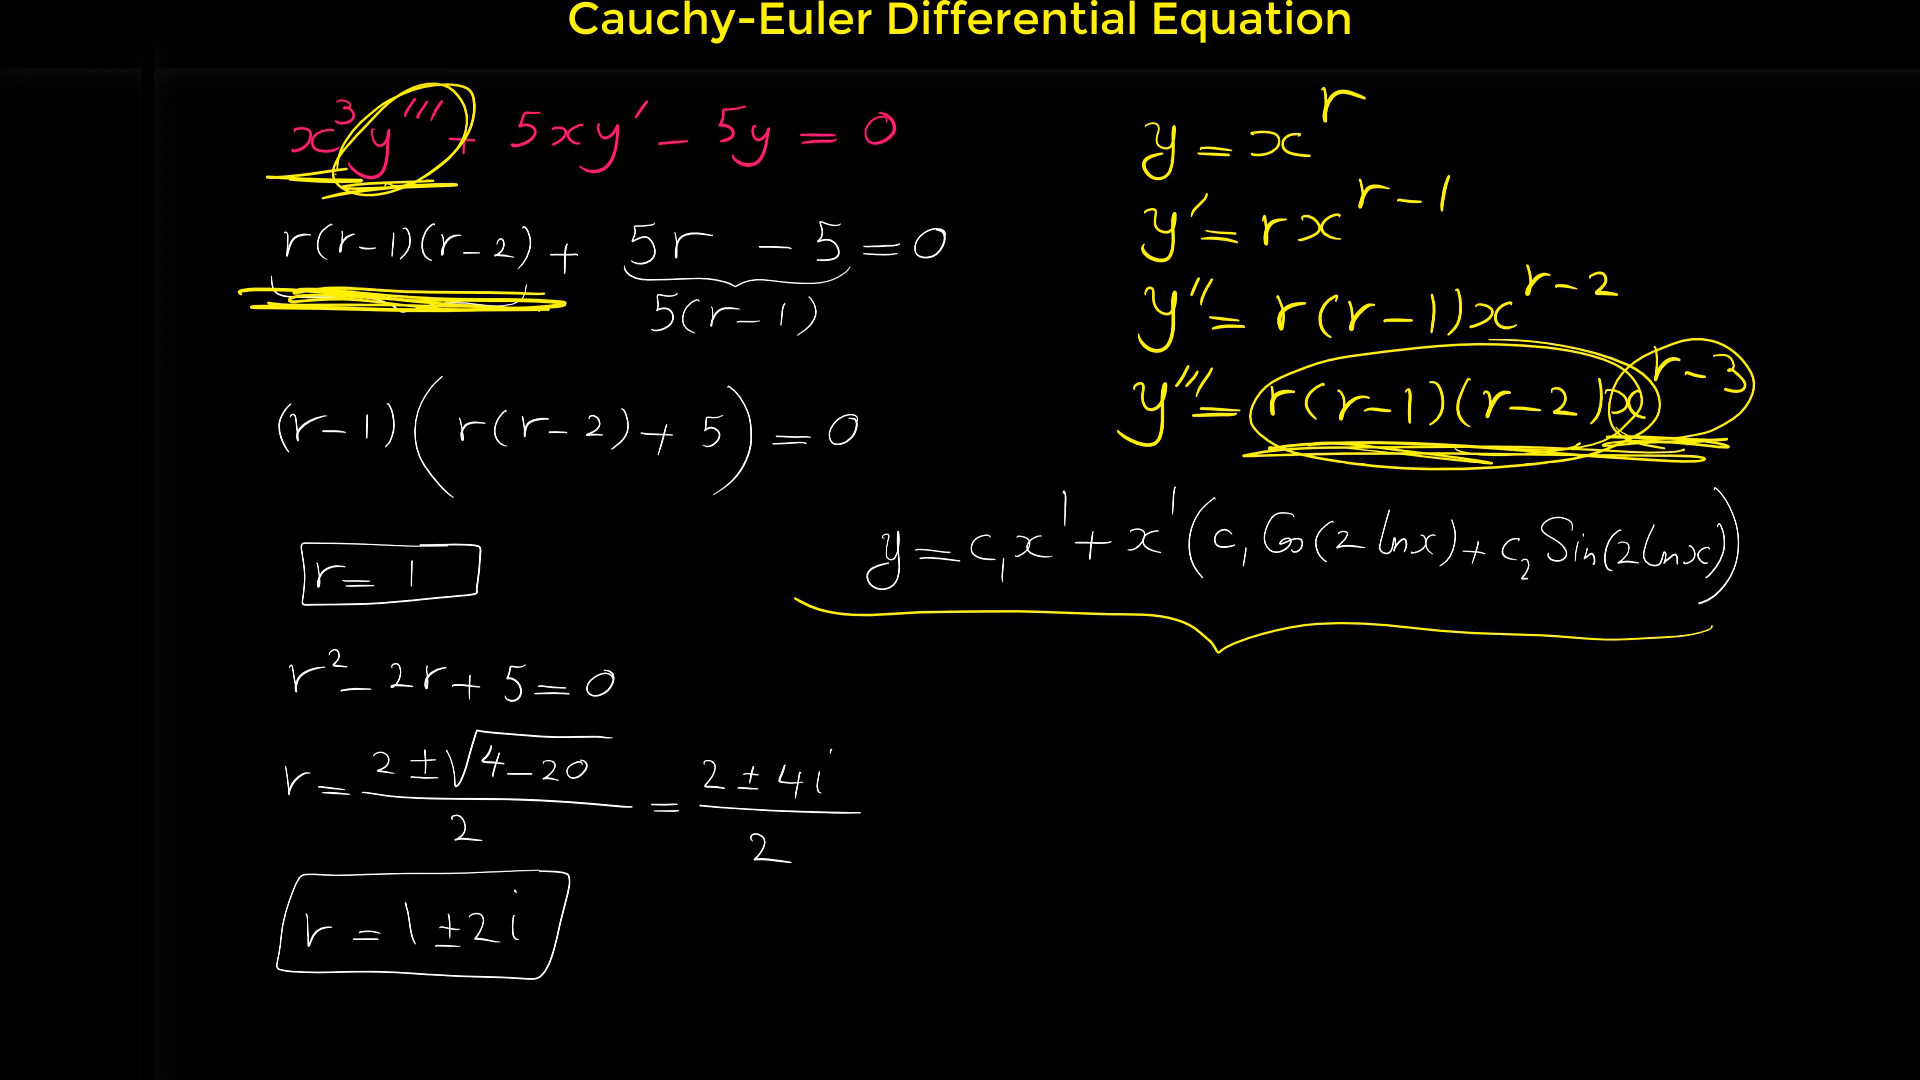 Cauchy-Euler Differential Equation
x³y''' + 5xy' − 5y = 0
r(r−1)(r−2) + 5r − 5 = 0
5(r−1)
(r−1)(r(r−2)+5) = 0
r = 1
r² − 2r + 5 = 0
r = (2 ± √(4−20))/2 = (2 ± 4i)/2
r = 1 ± 2i
y = x^r
y' = rx^(r−1)
y'' = r(r−1)x^(r−2)
y''' = r(r−1)(r−2)x^(r−3)
y = c₁x¹ + x¹(c₁ Cos(2 lnx) + c₂ Sin(2 lnx))